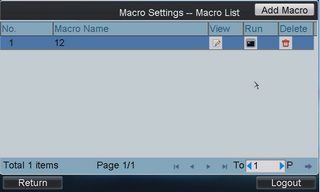 Macro Settings -- Macro List Add Macro
No. Macro Name View Run Delete
1 12
Total 1 items Page 1/1 To 1 P
Return Logout